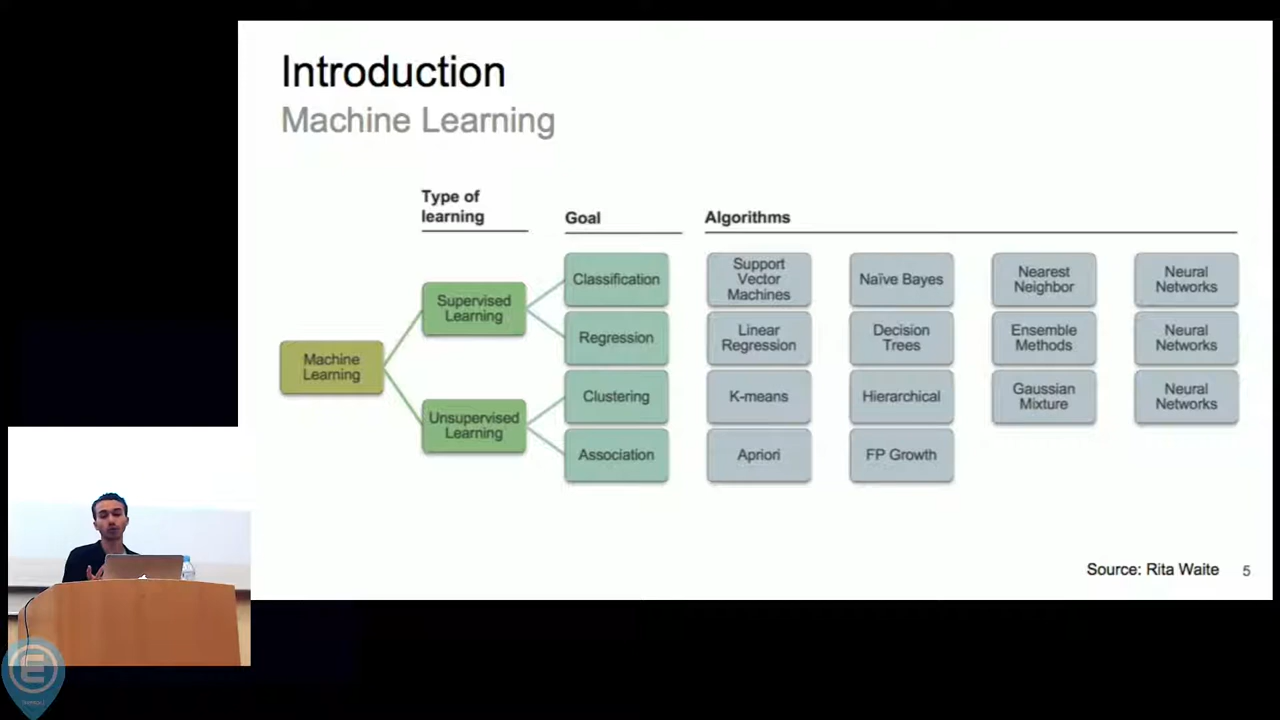 Introduction
Machine Learning
Type of
learning
Goal
Algorithms
Machine
Learning
Supervised
Learning
Unsupervised
Learning
Classification
Support
Vector
Machines
Naïve Bayes
Nearest
Neighbor
Neural
Networks
Regression
Linear
Regression
Decision
Trees
Ensemble
Methods
Neural
Networks
Clustering
K-means
Hierarchical
Gaussian
Mixture
Neural
Networks
Association
Apriori
FP Growth
Source: Rita Waite
5
E